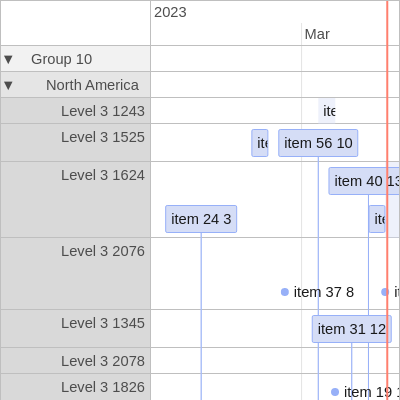 2023
Mar
▼ Group 10
▼ North America
Level 3 1243
ite
Level 3 1525
ite
item 56 10
Level 3 1624
item 40 13
item 24 3
ite
Level 3 2076
item 37 8
it
Level 3 1345
item 31 12
Level 3 2078
Level 3 1826
item 19 1